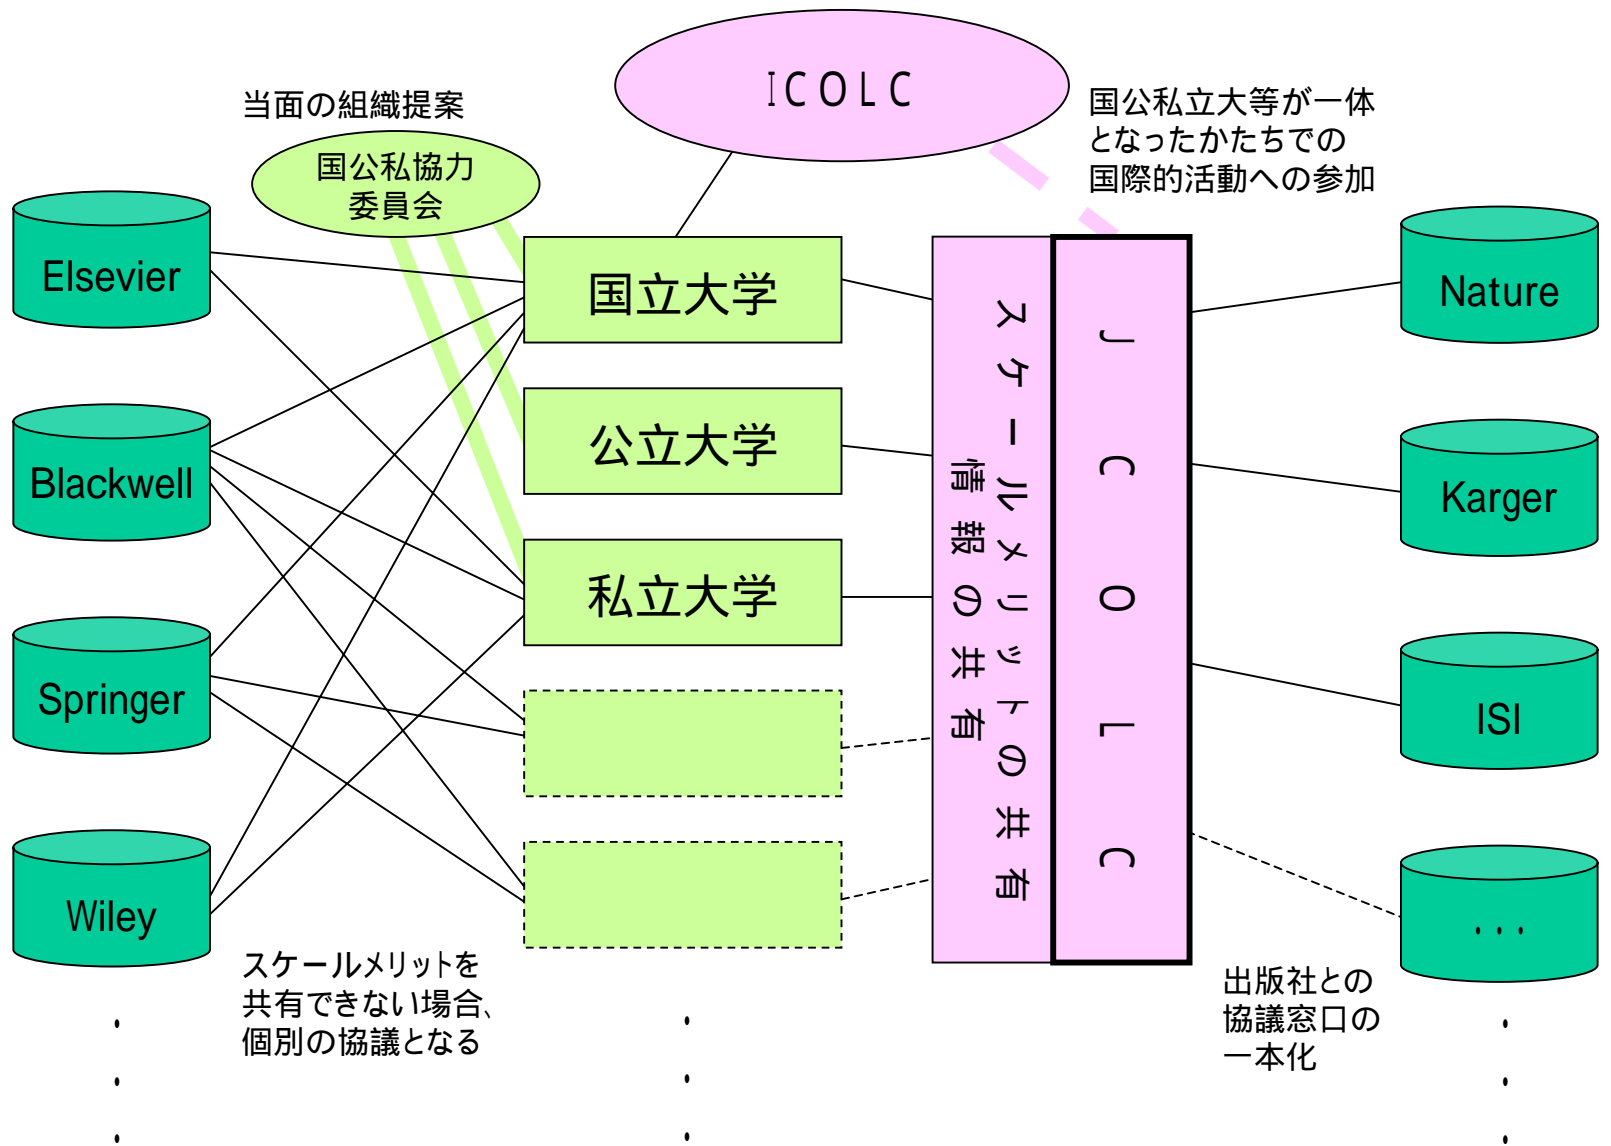 ICOLC
当面の組織提案
国公私立大等が一体
となったかたちでの
国際的活動への参加
国公私協力
委員会
Elsevier
Blackwell
Springer
Wiley
国立大学
公立大学
私立大学
スケールメリットの共有
情報の共有
JCOLC
Nature
Karger
ISI
・・・
スケールメリットを
共有できない場合、
個別の協議となる
出版社との
協議窓口の
一本化